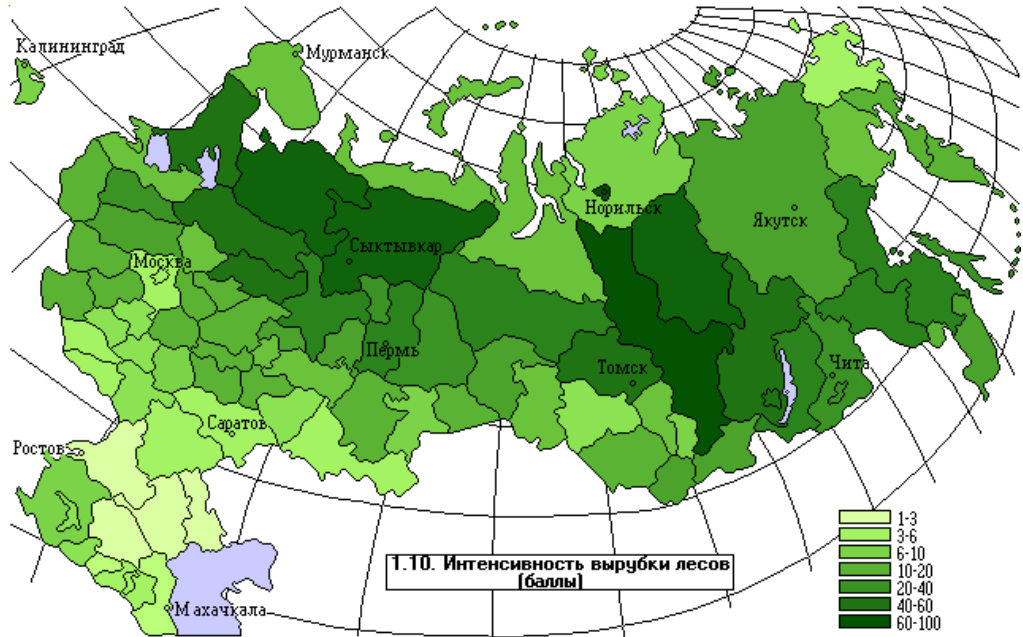 Калининград
Мурманск
Норильск
Якутск
Сыктывкар
Москва
Пермь
Томск
Чита
Саратов
Ростов
Махачкала
1.10. Интенсивность вырубки лесов
(баллы)
1-3
3-6
6-10
10-20
20-40
40-60
60-100